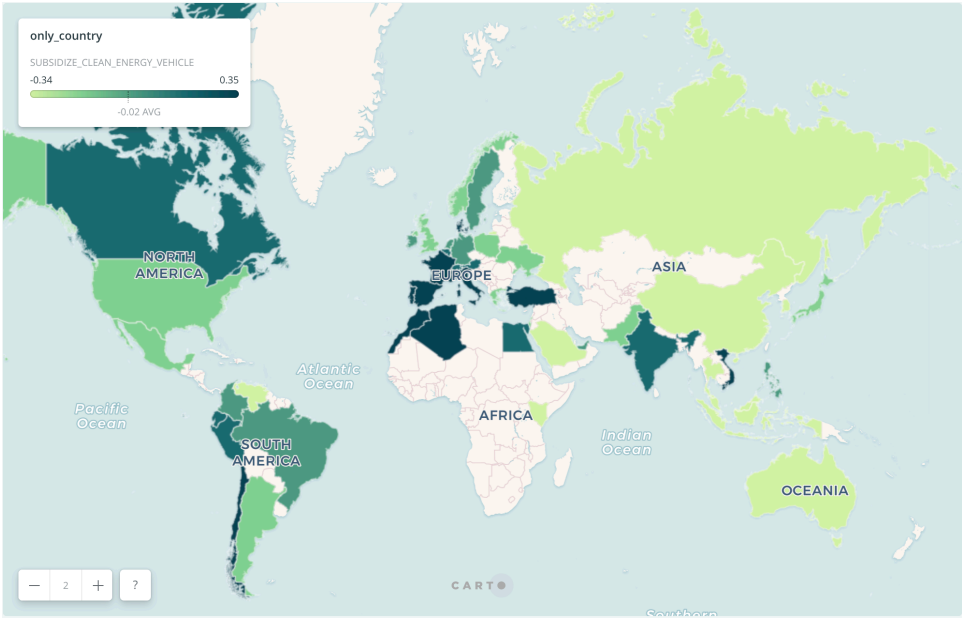 only_country
SUBSIDIZE_CLEAN_ENERGY_VEHICLE
-0.34 0.35
-0.02 AVG
NORTH
AMERICA
EUROPE
ASIA
Atlantic
Ocean
Pacific
Ocean
AFRICA
SOUTH
AMERICA
Indian
Ocean
OCEANIA
− 2 + ?
CARTO
Southern